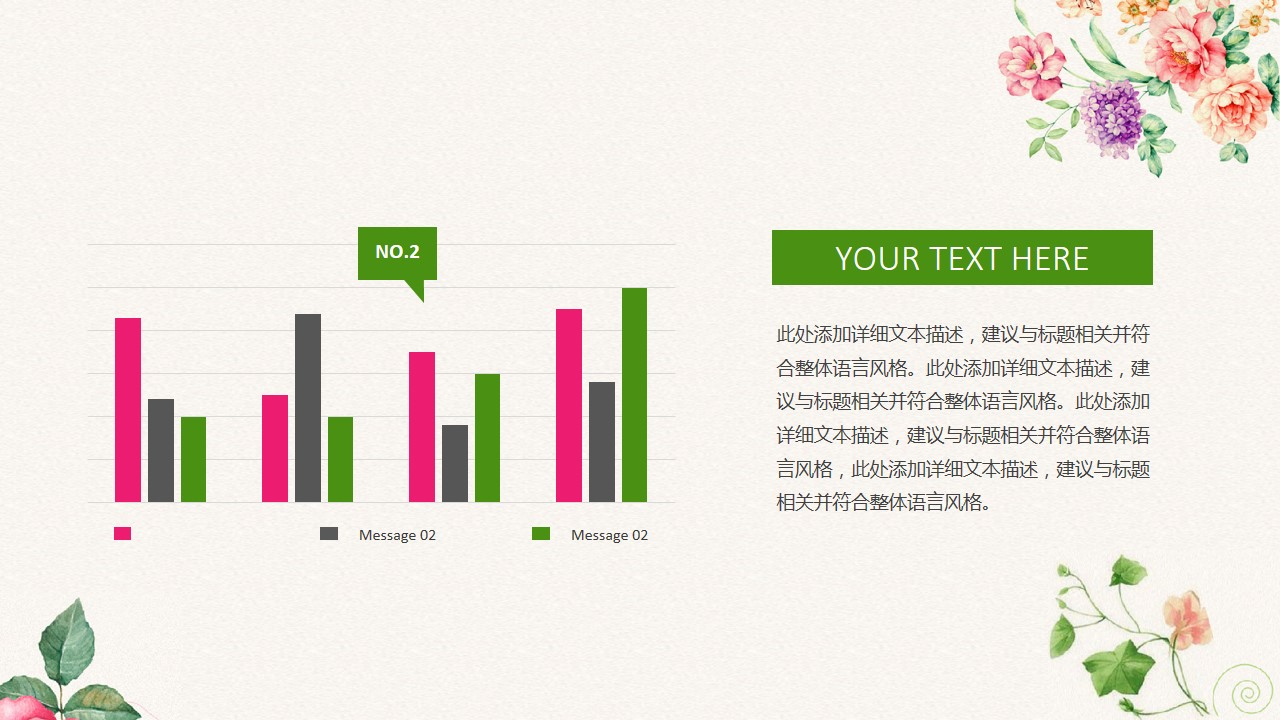 NO.2
Message 02
Message 02
YOUR TEXT HERE
此处添加详细文本描述，建议与标题相关并符
合整体语言风格。此处添加详细文本描述，建
议与标题相关并符合整体语言风格。此处添加
详细文本描述，建议与标题相关并符合整体语
言风格，此处添加详细文本描述，建议与标题
相关并符合整体语言风格。